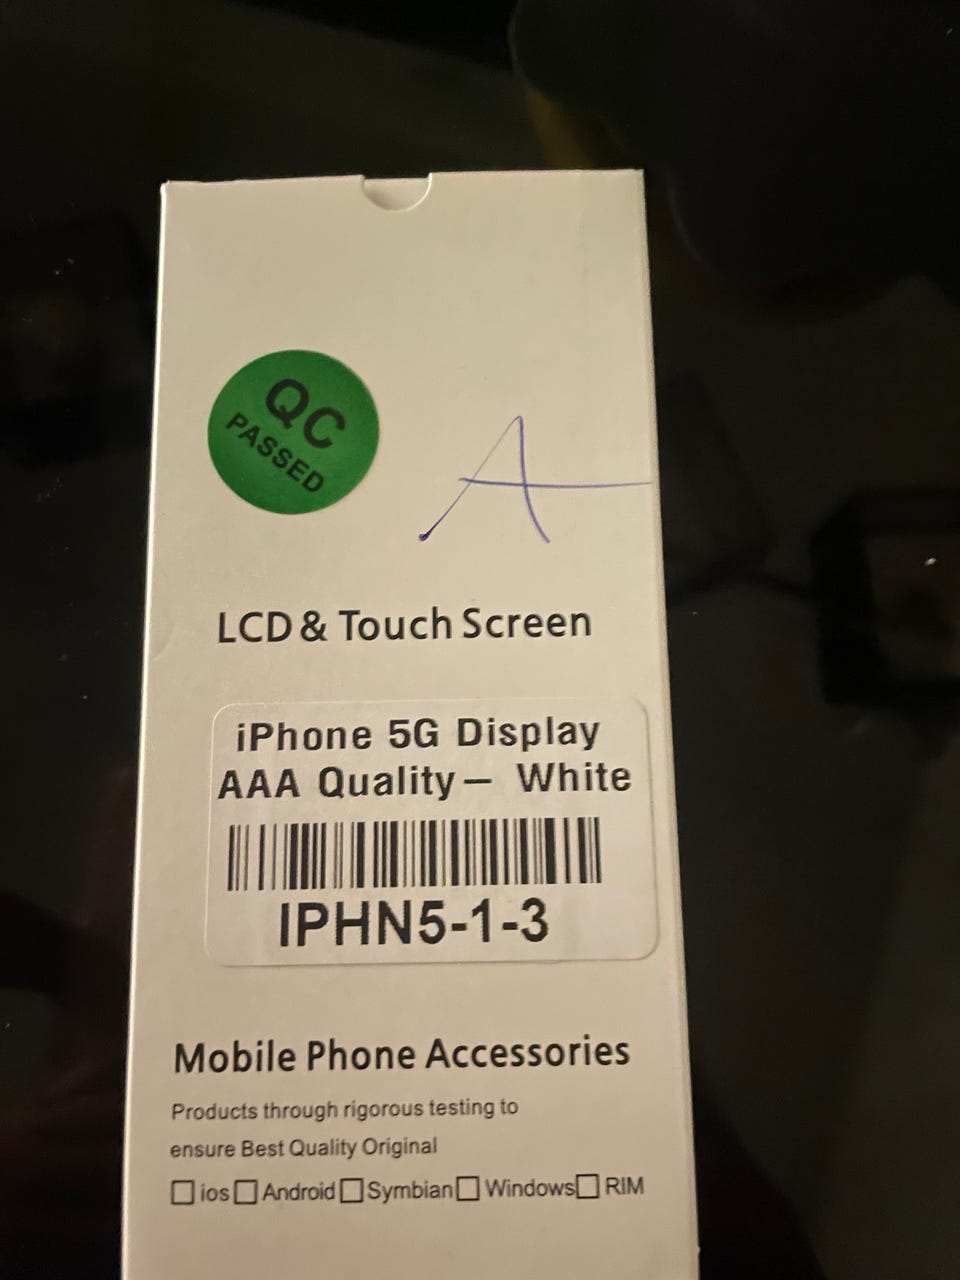 QC
PASSED
A
LCD & Touch Screen
iPhone 5G Display
AAA Quality — White
IPHN5-1-3
Mobile Phone Accessories
Products through rigorous testing to
ensure Best Quality Original
☐ ios ☐ Android ☐ Symbian ☐ Windows ☐ RIM